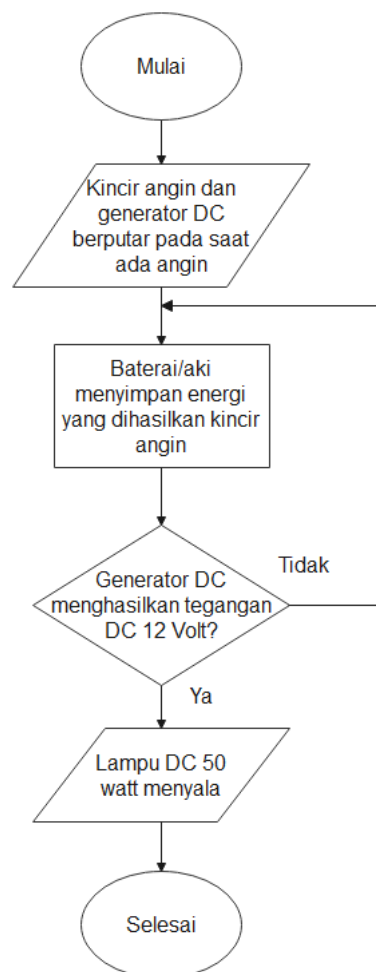 Mulai
Kincir angin dan
generator DC
berputar pada saat
ada angin
Baterai/aki
menyimpan energi
yang dihasilkan kincir
angin
Generator DC
menghasilkan tegangan
DC 12 Volt?
Tidak
Ya
Lampu DC 50
watt menyala
Selesai